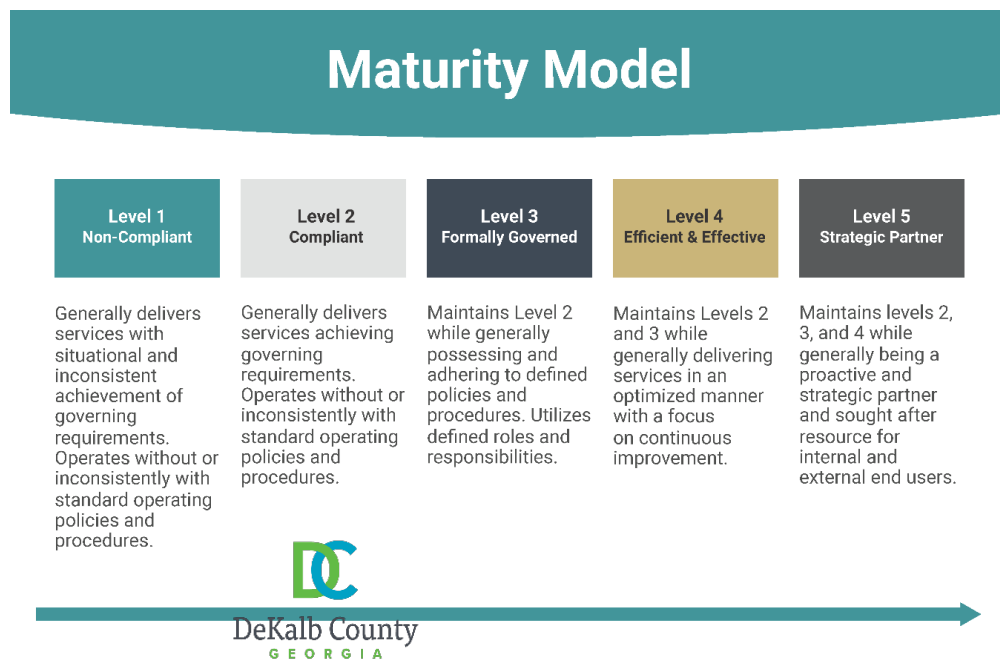 Maturity Model
Level 1
Non-Compliant
Generally delivers
services with
situational and
inconsistent
achievement of
governing
requirements.
Operates without or
inconsistently with
standard operating
policies and
procedures.
Level 2
Compliant
Generally delivers
services achieving
governing
requirements.
Operates without or
inconsistently with
standard operating
policies and
procedures.
Level 3
Formally Governed
Maintains Level 2
while generally
possessing and
adhering to defined
policies and
procedures. Utilizes
defined roles and
responsibilities.
Level 4
Efficient & Effective
Maintains Levels 2
and 3 while
generally delivering
services in an
optimized manner
with a focus
on continuous
improvement.
Level 5
Strategic Partner
Maintains levels 2,
3, and 4 while
generally being a
proactive and
strategic partner
and sought after
resource for
internal and
external end users.
DC
DeKalb County
GEORGIA